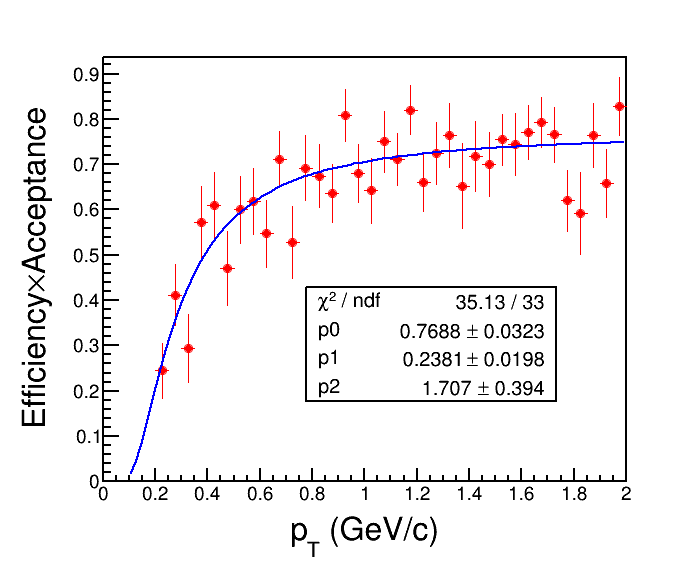 Efficiency×Acceptance
0.9
0.8
0.7
0.6
0.5
0.4
0.3
0.2
0.1
0
χ² / ndf 35.13 / 33
p0 0.7688 ± 0.0323
p1 0.2381 ± 0.0198
p2 1.707 ± 0.394
0 0.2 0.4 0.6 0.8 1 1.2 1.4 1.6 1.8 2
p_T (GeV/c)